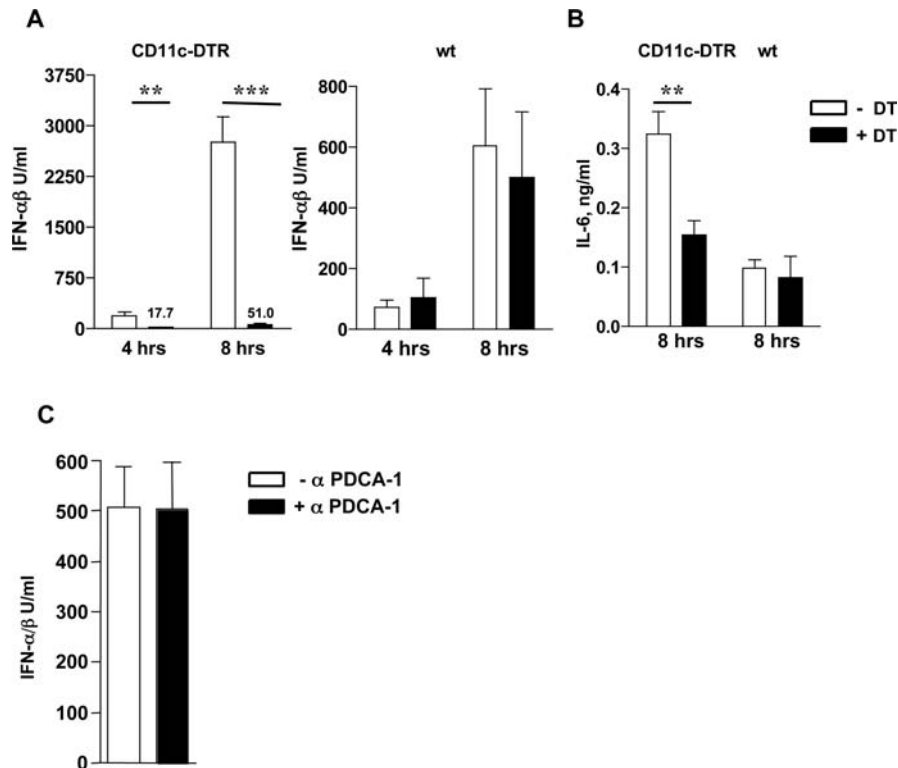 A
CD11c-DTR
**
***
IFN-αβ U/ml
3750
3000
2250
1500
750
0
17.7
51.0
4 hrs
8 hrs
wt
IFN-αβ U/ml
800
600
400
200
0
4 hrs
8 hrs
B
CD11c-DTR wt
**
IL-6, ng/ml
0.4
0.3
0.2
0.1
0.0
8 hrs
8 hrs
- DT
+ DT
C
IFN-α/β U/ml
600
500
400
300
200
100
0
- α PDCA-1
+ α PDCA-1